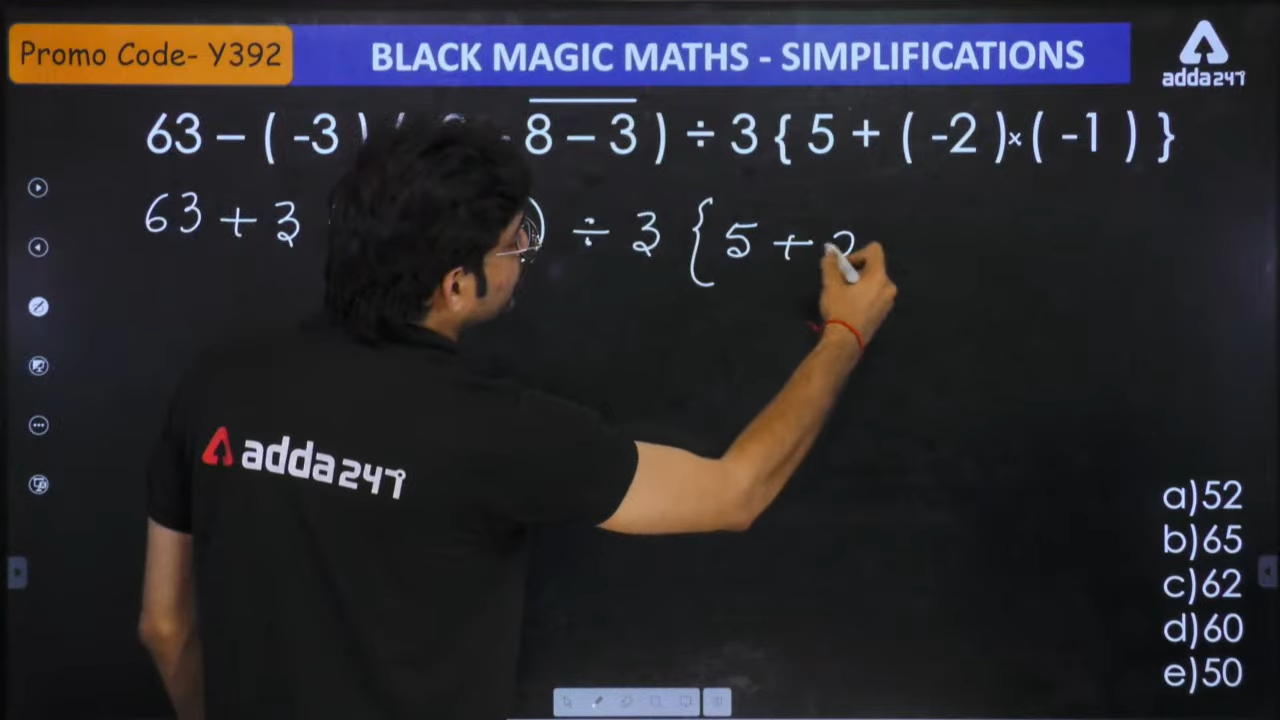 Promo Code- Y392
BLACK MAGIC MATHS - SIMPLIFICATIONS
adda247
63 – ( -3 ) ( - 8 – 3 ) ÷ 3 { 5 + ( -2 )×( -1 ) }
63 + 3 ) ÷ 3 { 5 + 2
adda247
a)52
b)65
c)62
d)60
e)50